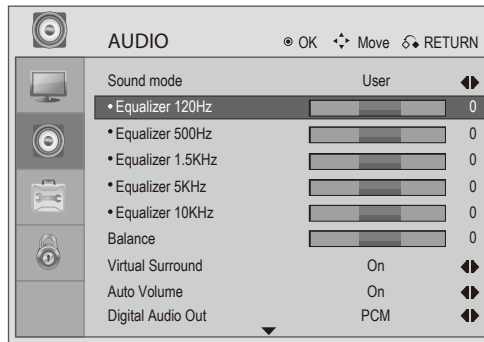 AUDIO OK Move RETURN
Sound mode User
• Equalizer 120Hz 0
• Equalizer 500Hz 0
• Equalizer 1.5KHz 0
• Equalizer 5KHz 0
• Equalizer 10KHz 0
Balance 0
Virtual Surround On
Auto Volume On
Digital Audio Out PCM